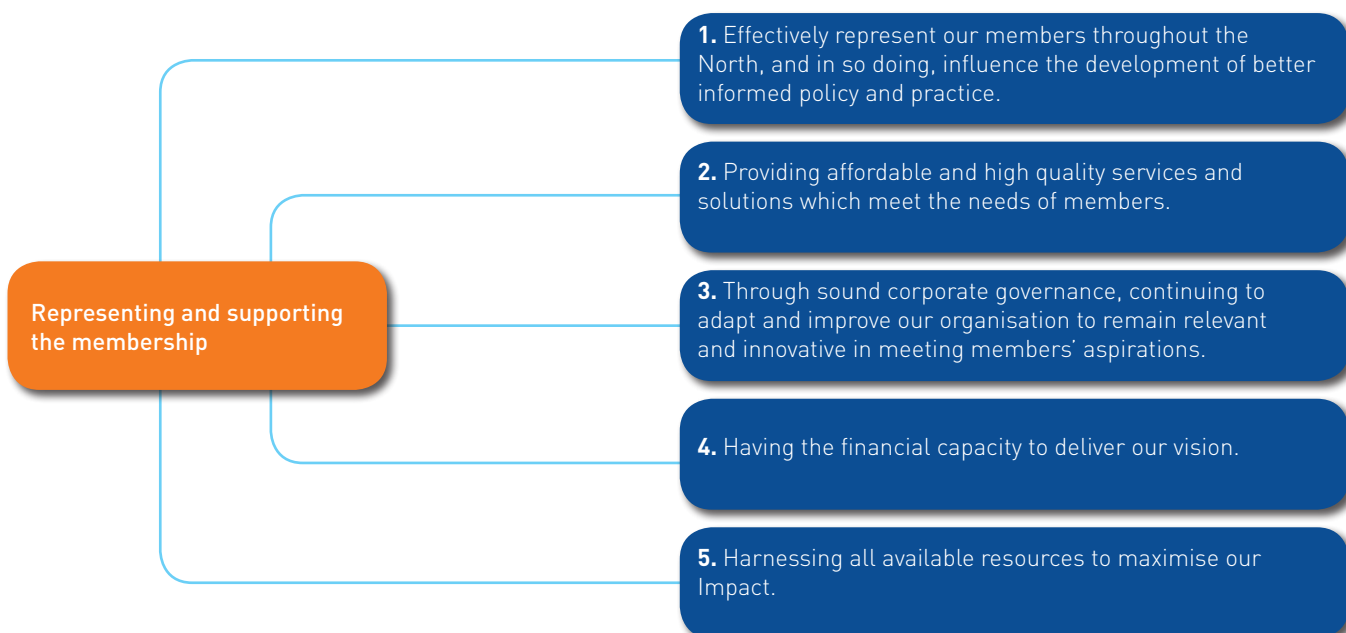 1. Effectively represent our members throughout the
North, and in so doing, influence the development of better
informed policy and practice.
2. Providing affordable and high quality services and
solutions which meet the needs of members.
Representing and supporting
the membership
3. Through sound corporate governance, continuing to
adapt and improve our organisation to remain relevant
and innovative in meeting members’ aspirations.
4. Having the financial capacity to deliver our vision.
5. Harnessing all available resources to maximise our
Impact.